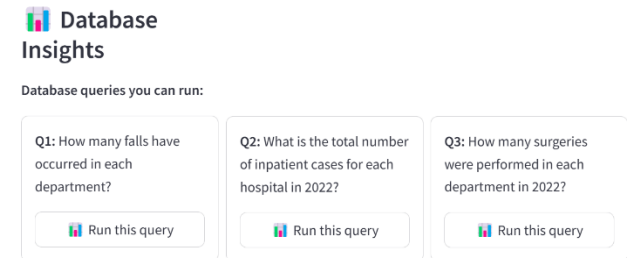 Database
Insights
Database queries you can run:
Q1: How many falls have
occurred in each
department?
Run this query
Q2: What is the total number
of inpatient cases for each
hospital in 2022?
Run this query
Q3: How many surgeries
were performed in each
department in 2022?
Run this query